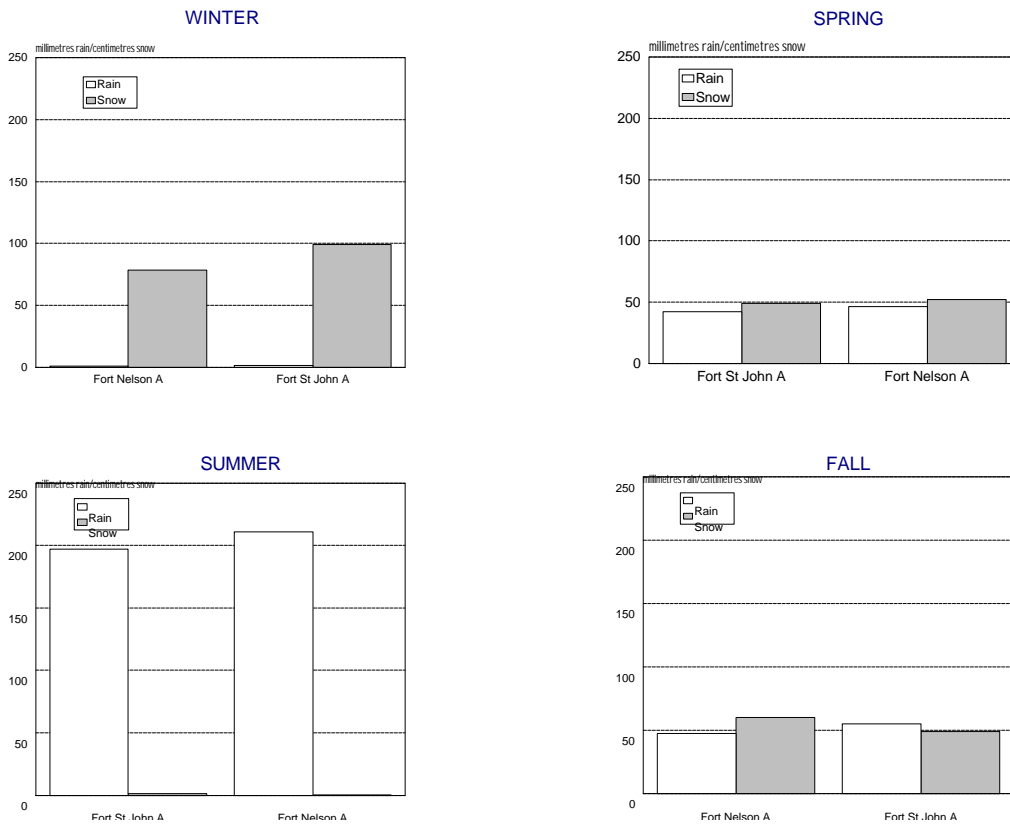 WINTER
millimetres rain/centimetres snow
250
Rain
Snow
200
150
100
50
0
Fort Nelson A Fort St John A
SPRING
millimetres rain/centimetres snow
250
Rain
Snow
200
150
100
50
0
Fort St John A Fort Nelson A
SUMMER
millimetres rain/centimetres snow
250
Rain
Snow
200
150
100
50
0
Fort St John A Fort Nelson A
FALL
millimetres rain/centimetres snow
250
Rain
Snow
200
150
100
50
0
Fort Nelson A Fort St John A